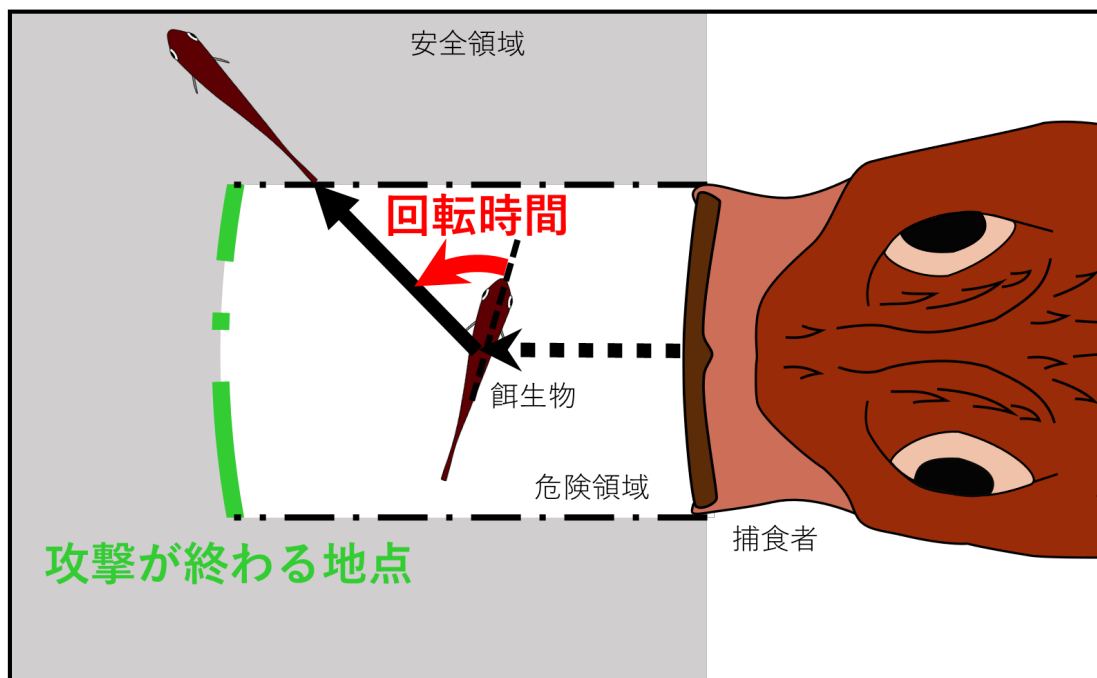 安全領域
回転時間
餌生物
危険領域
捕食者
攻撃が終わる地点